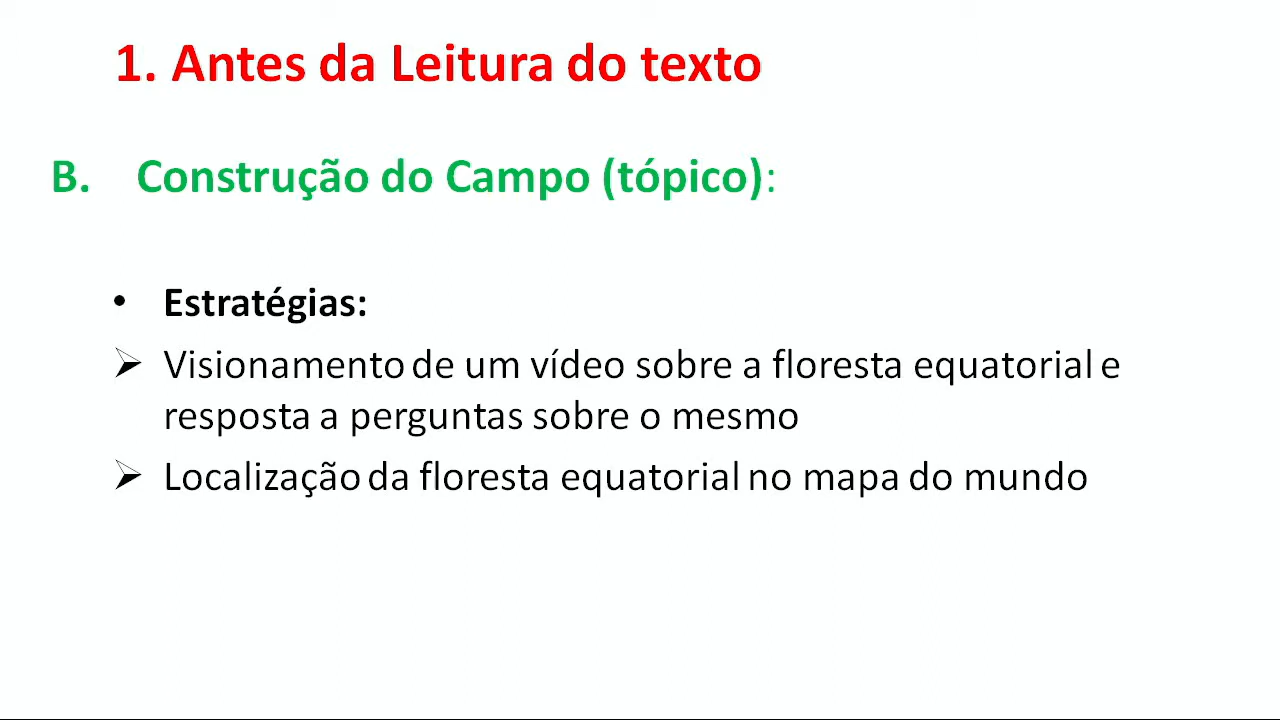 1. Antes da Leitura do texto
B. Construção do Campo (tópico):
• Estratégias:
➢ Visionamento de um vídeo sobre a floresta equatorial e
resposta a perguntas sobre o mesmo
➢ Localização da floresta equatorial no mapa do mundo